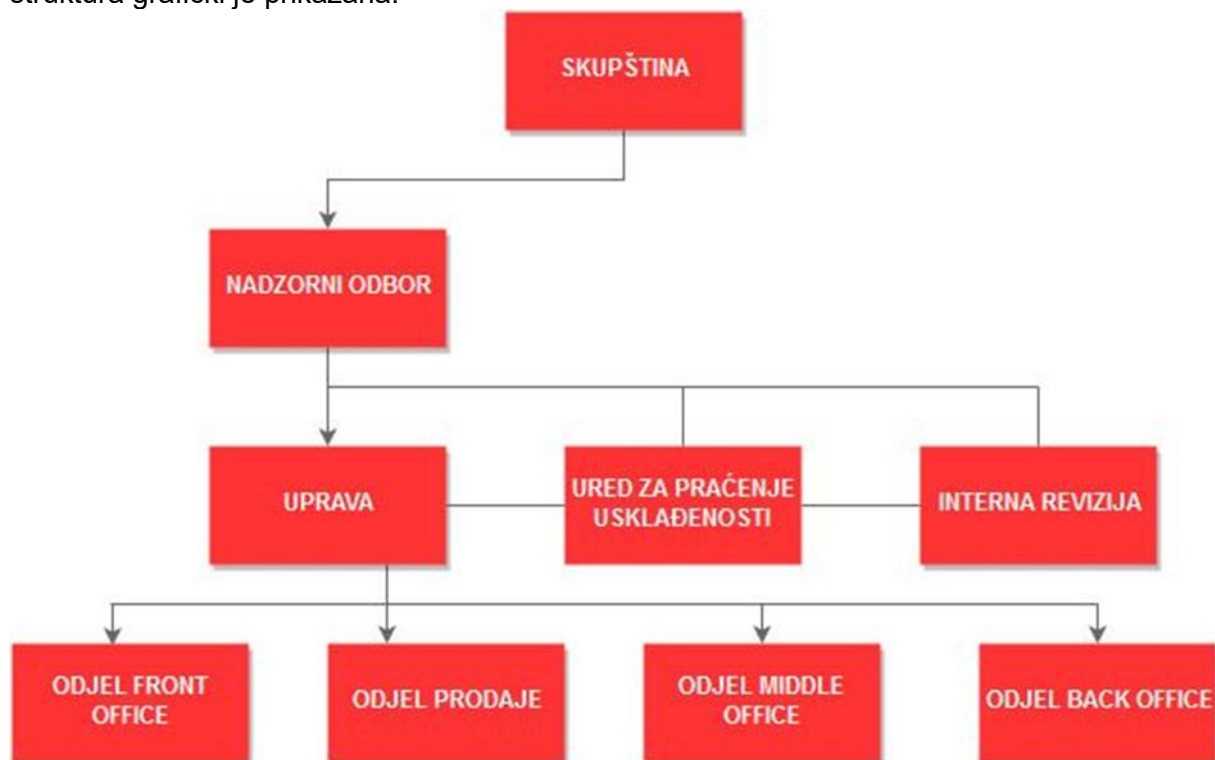 struktura grafički je prikazana:
SKUPŠTINA
NADZORNI ODBOR
UPRAVA
URED ZA PRAĆENJE
USKLAĐENOSTI
INTERNA REVIZIJA
ODJEL FRONT
OFFICE
ODJEL PRODAJE
ODJEL MIDDLE
OFFICE
ODJEL BACK OFFICE